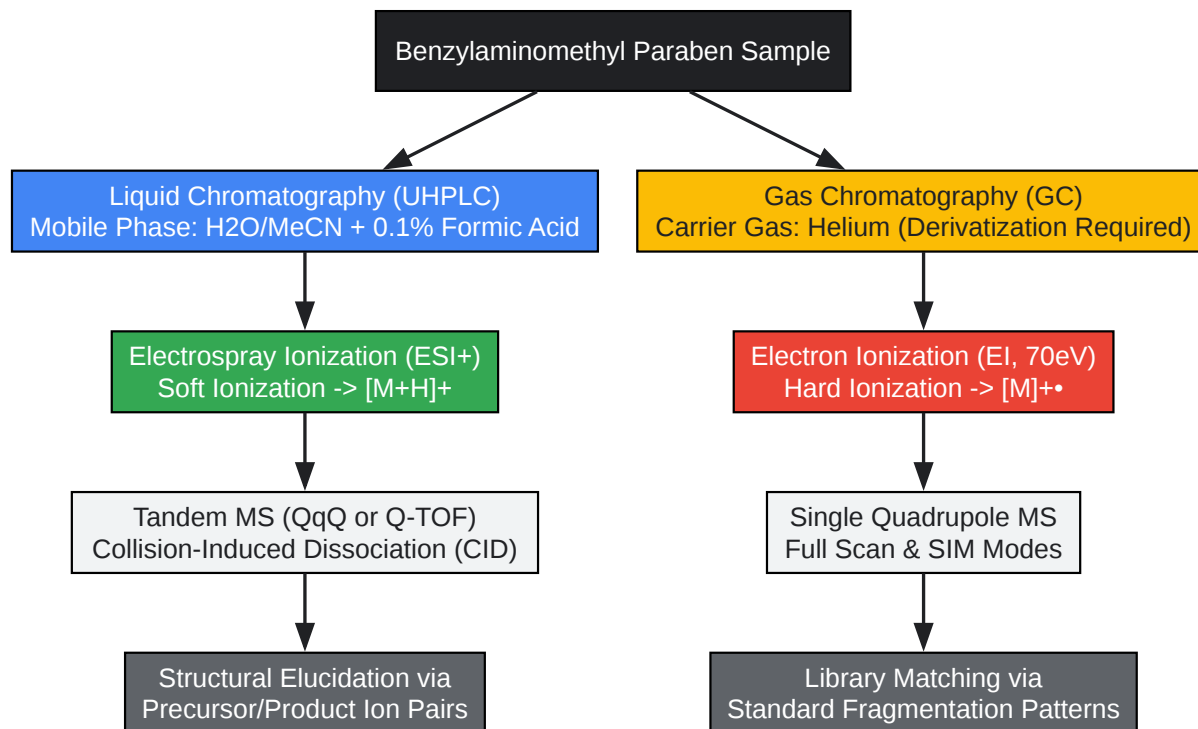 Benzylaminomethyl Paraben Sample
Liquid Chromatography (UHPLC)
Mobile Phase: H2O/MeCN + 0.1% Formic Acid
Gas Chromatography (GC)
Carrier Gas: Helium (Derivatization Required)
Electrospray Ionization (ESI+)
Soft Ionization -> [M+H]+
Electron Ionization (EI, 70eV)
Hard Ionization -> [M]+•
Tandem MS (QqQ or Q-TOF)
Collision-Induced Dissociation (CID)
Single Quadrupole MS
Full Scan & SIM Modes
Structural Elucidation via
Precursor/Product Ion Pairs
Library Matching via
Standard Fragmentation Patterns